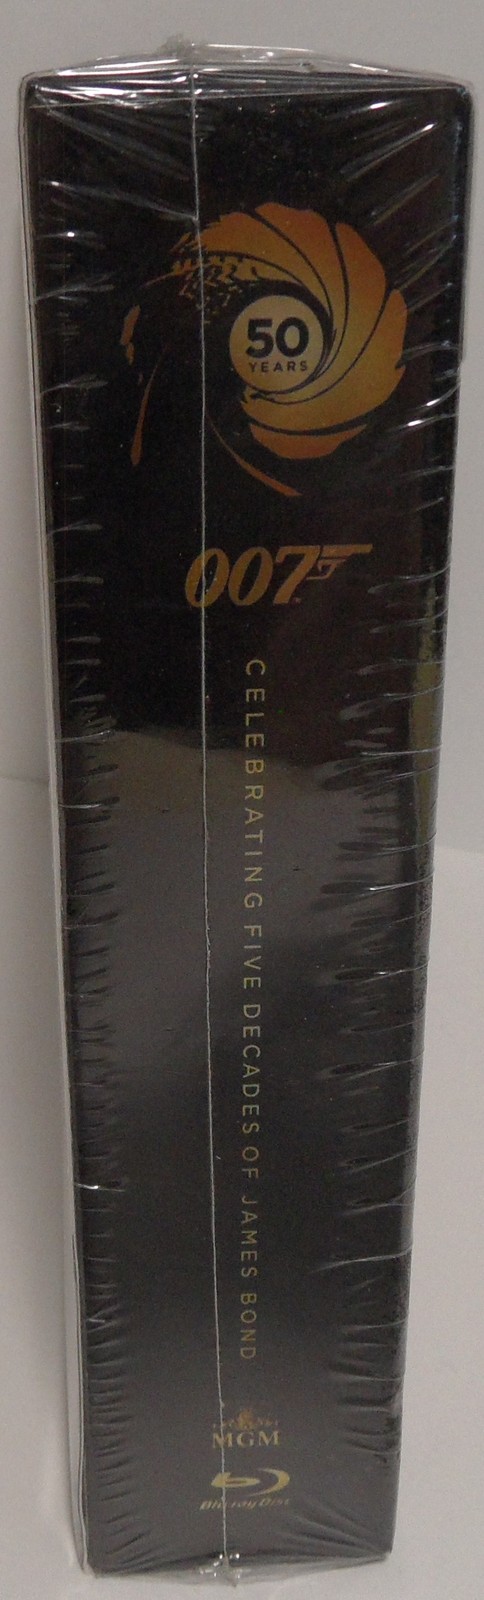 50
YEARS
007
CELEBRATING FIVE DECADES OF JAMES BOND
MGM
Blu-ray Disc